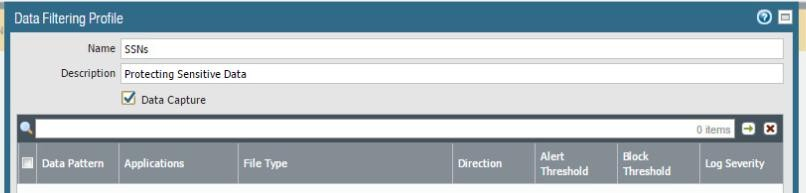 Data Filtering Profile
Name SSNs
Description Protecting Sensitive Data
Data Capture
0 items
Data Pattern Applications File Type Direction Alert Threshold Block Threshold Log Severity